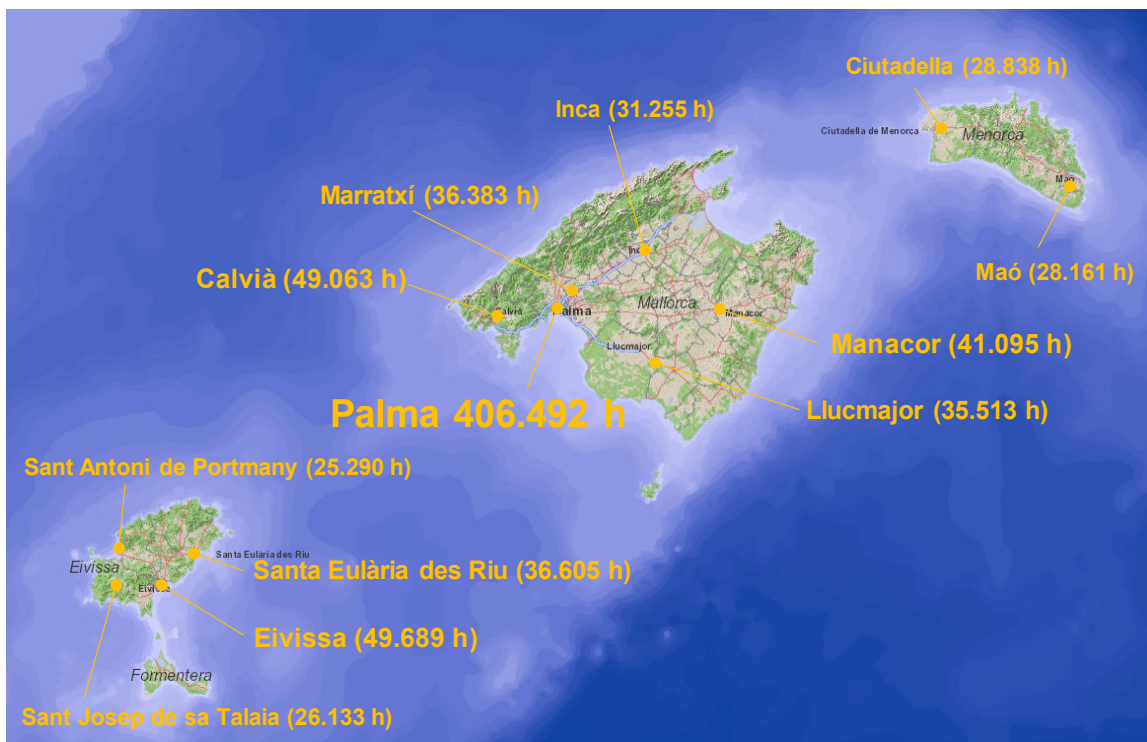 Ciutadella (28.838 h)
Inca (31.255 h)
Ciutadella de Menorca
Menorca
Maó
Marratxí (36.383 h)
Inca
Maó (28.161 h)
Calvià (49.063 h)
Mallorca
Calvià
Palma
Manacor
Llucmajor
Manacor (41.095 h)
Palma 406.492 h
Llucmajor (35.513 h)
Sant Antoni de Portmany (25.290 h)
Santa Eulària des Riu
Eivissa
Santa Eulària des Riu (36.605 h)
Eivissa
Eivissa (49.689 h)
Formentera
Sant Josep de sa Talaia (26.133 h)